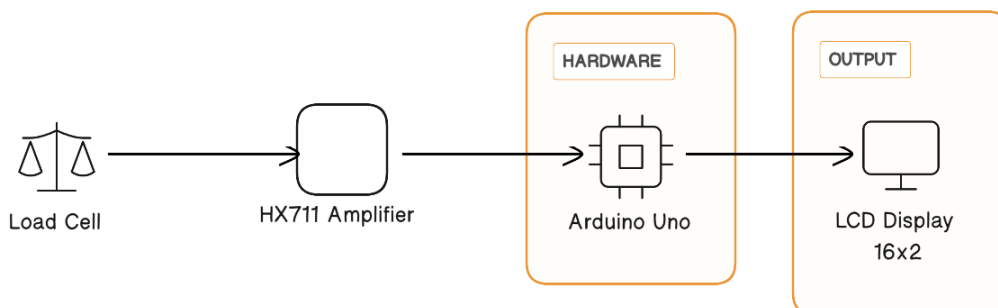 HARDWARE
OUTPUT
Load Cell
HX711 Amplifier
Arduino Uno
LCD Display
16x2